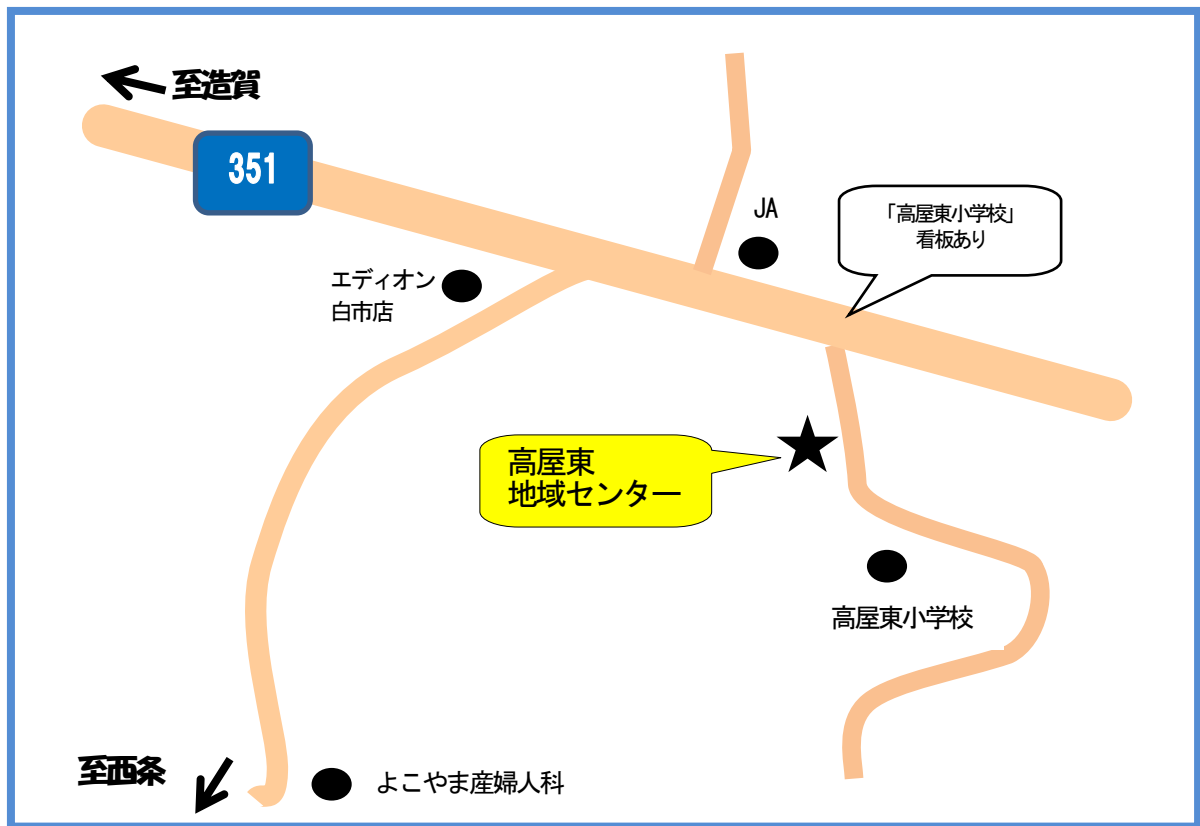 至造賀
351
JA
「高屋東小学校」
看板あり
エディオン
白市店
高屋東
地域センター
高屋東小学校
至西条
よこやま産婦人科